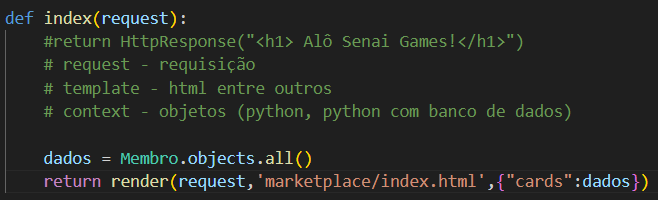 def index(request):
#return HttpResponse("<h1> Alô Senai Games!</h1>")
# request - requisição
# template - html entre outros
# context - objetos (python, python com banco de dados)
dados = Membro.objects.all()
return render(request,'marketplace/index.html',{"cards":dados})